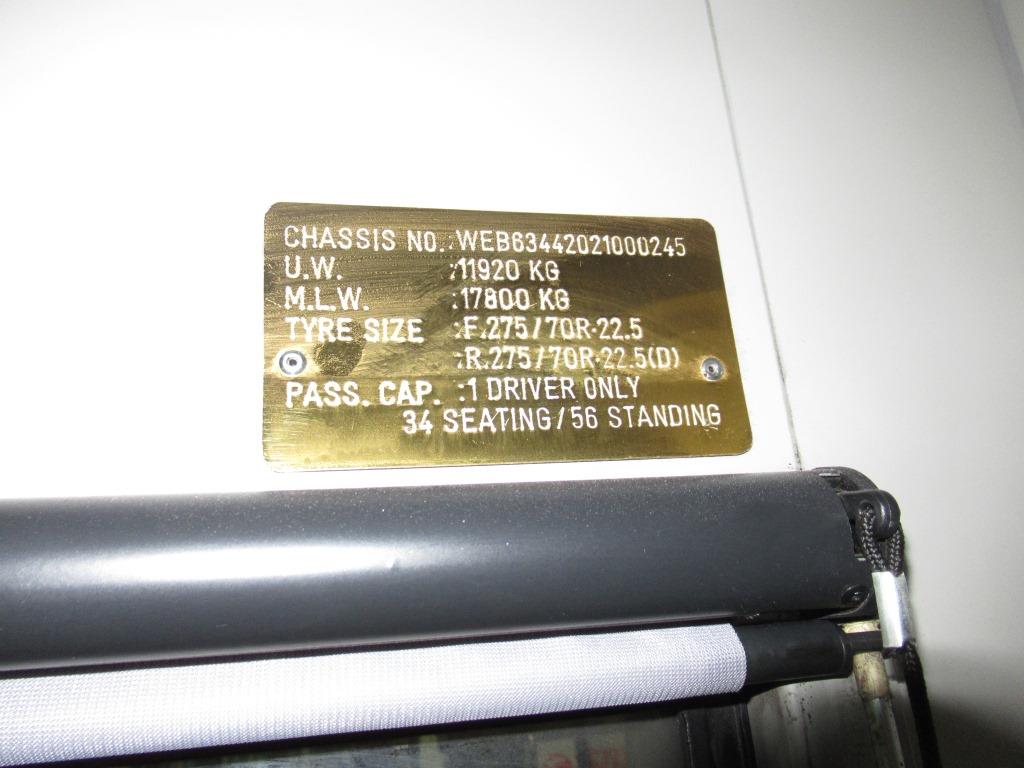 CHASSIS NO.:WEB63442021000245
U.W. :11920 KG
M.L.W. :17800 KG
TYRE SIZE :F.275/70R-22.5
:R.275/70R-22.5(D)
PASS. CAP. :1 DRIVER ONLY
34 SEATING/56 STANDING